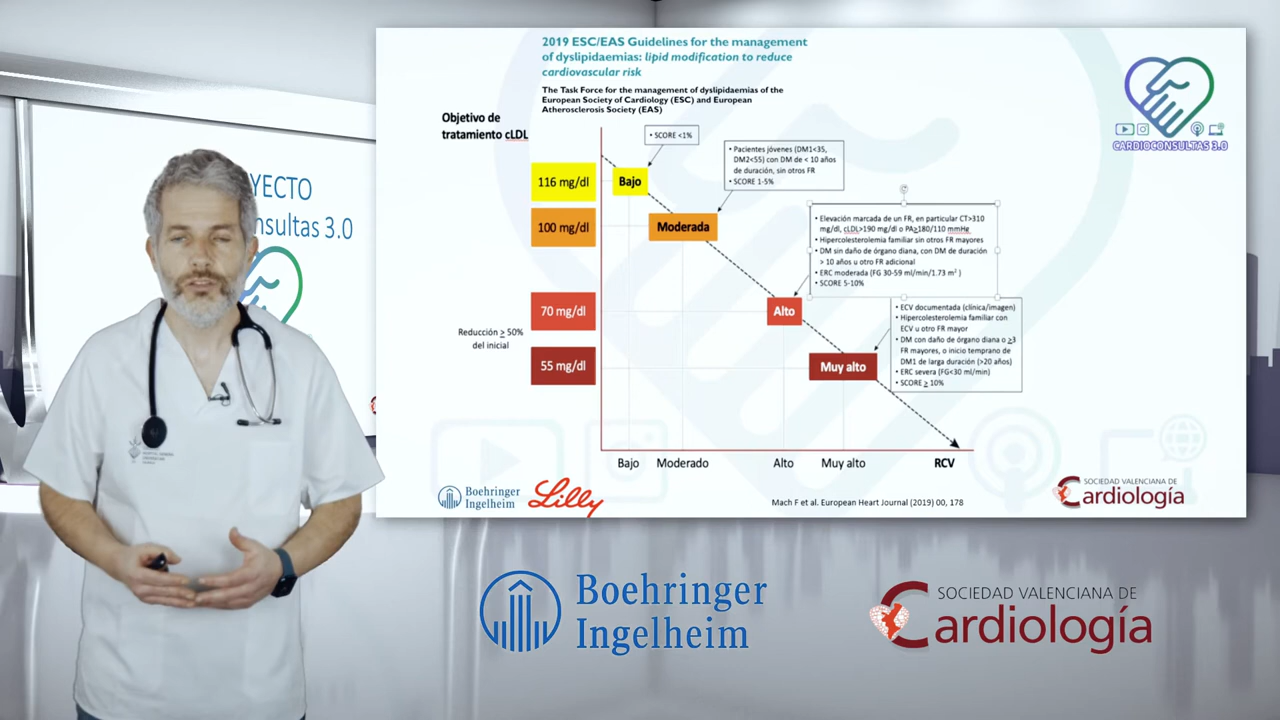 2019 ESC/EAS Guidelines for the management
of dyslipidaemias: lipid modification to reduce
cardiovascular risk
The Task Force for the management of dyslipidaemias of the
European Society of Cardiology (ESC) and European
Atherosclerosis Society (EAS)
CARDIOCONSULTAS 3.0
Objetivo de
tratamiento cLDL
116 mg/dl
100 mg/dl
70 mg/dl
55 mg/dl
Reducción ≥ 50%
del inicial
Bajo
• SCORE <1%
Moderada
• Pacientes jóvenes (DM1<35,
DM2<55) con DM de < 10 años
de duración, sin otros FR
• SCORE 1-5%
Alto
• Elevación marcada de un FR, en particular CT>310
mg/dl, cLDL>190 mg/dl o PA≥180/110 mmHg
• Hipercolesterolemia familiar sin otros FR mayores
• DM sin daño de órgano diana, con DM de duración
> 10 años u otro FR adicional
• ERC moderada (FG 30-59 ml/min/1.73 m²)
• SCORE 5-10%
Muy alto
• ECV documentada (clínica/imagen)
• Hipercolesterolemia familiar con
ECV u otro FR mayor
• DM con daño de órgano diana o ≥3
FR mayores, o inicio temprano de
DM1 de larga duración (>20 años)
• ERC severa (FG<30 ml/min)
• SCORE ≥ 10%
Bajo
Moderado
Alto
Muy alto
RCV
Boehringer
Ingelheim
Lilly
Mach F et al. European Heart Journal (2019) 00, 178
SOCIEDAD VALENCIANA DE
Cardiología
YECTO
nsultas 3.0
Boehringer
Ingelheim
SOCIEDAD VALENCIANA DE
Cardiología